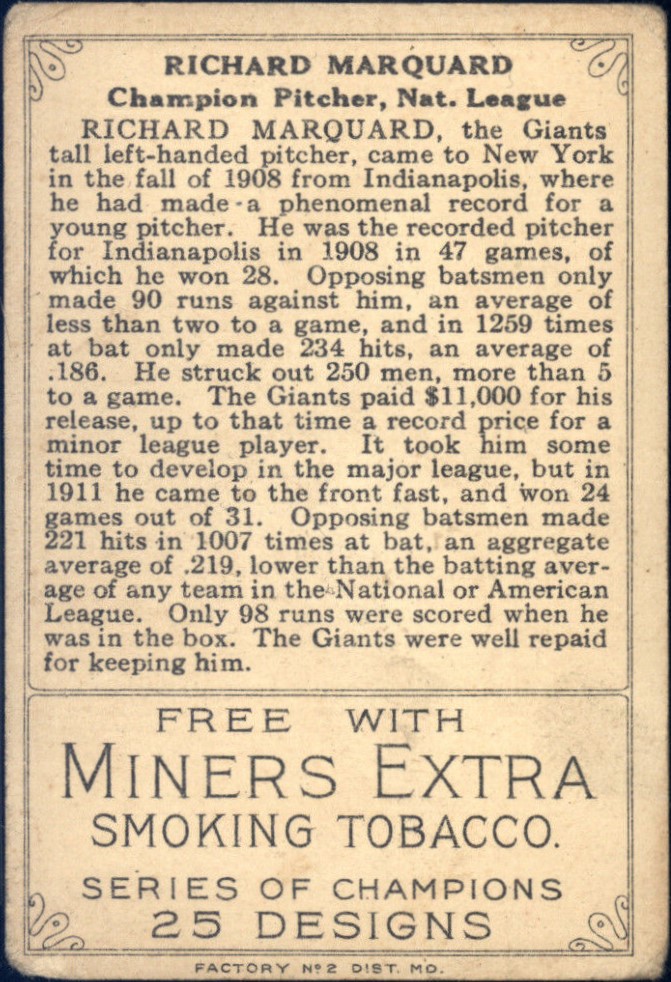 RICHARD MARQUARD
Champion Pitcher, Nat. League
RICHARD MARQUARD, the Giants
tall left-handed pitcher, came to New York
in the fall of 1908 from Indianapolis, where
he had made a phenomenal record for a
young pitcher. He was the recorded pitcher
for Indianapolis in 1908 in 47 games, of
which he won 28. Opposing batsmen only
made 90 runs against him, an average of
less than two to a game, and in 1259 times
at bat only made 234 hits, an average of
.186. He struck out 250 men, more than 5
to a game. The Giants paid $11,000 for his
release, up to that time a record price for a
minor league player. It took him some
time to develop in the major league, but in
1911 he came to the front fast, and won 24
games out of 31. Opposing batsmen made
221 hits in 1007 times at bat, an aggregate
average of .219, lower than the batting aver-
age of any team in the National or American
League. Only 98 runs were scored when he
was in the box. The Giants were well repaid
for keeping him.
FREE WITH
MINERS EXTRA
SMOKING TOBACCO.
SERIES OF CHAMPIONS
25 DESIGNS
FACTORY Nº 2 DIST. MD.